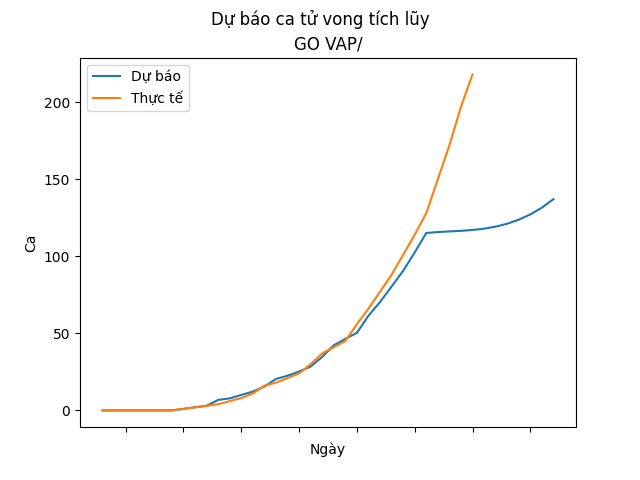 Dự báo ca tử vong tích lũy
GO VAP/
Dự báo
Thực tế
200
150
100
50
0
Ca
Ngày